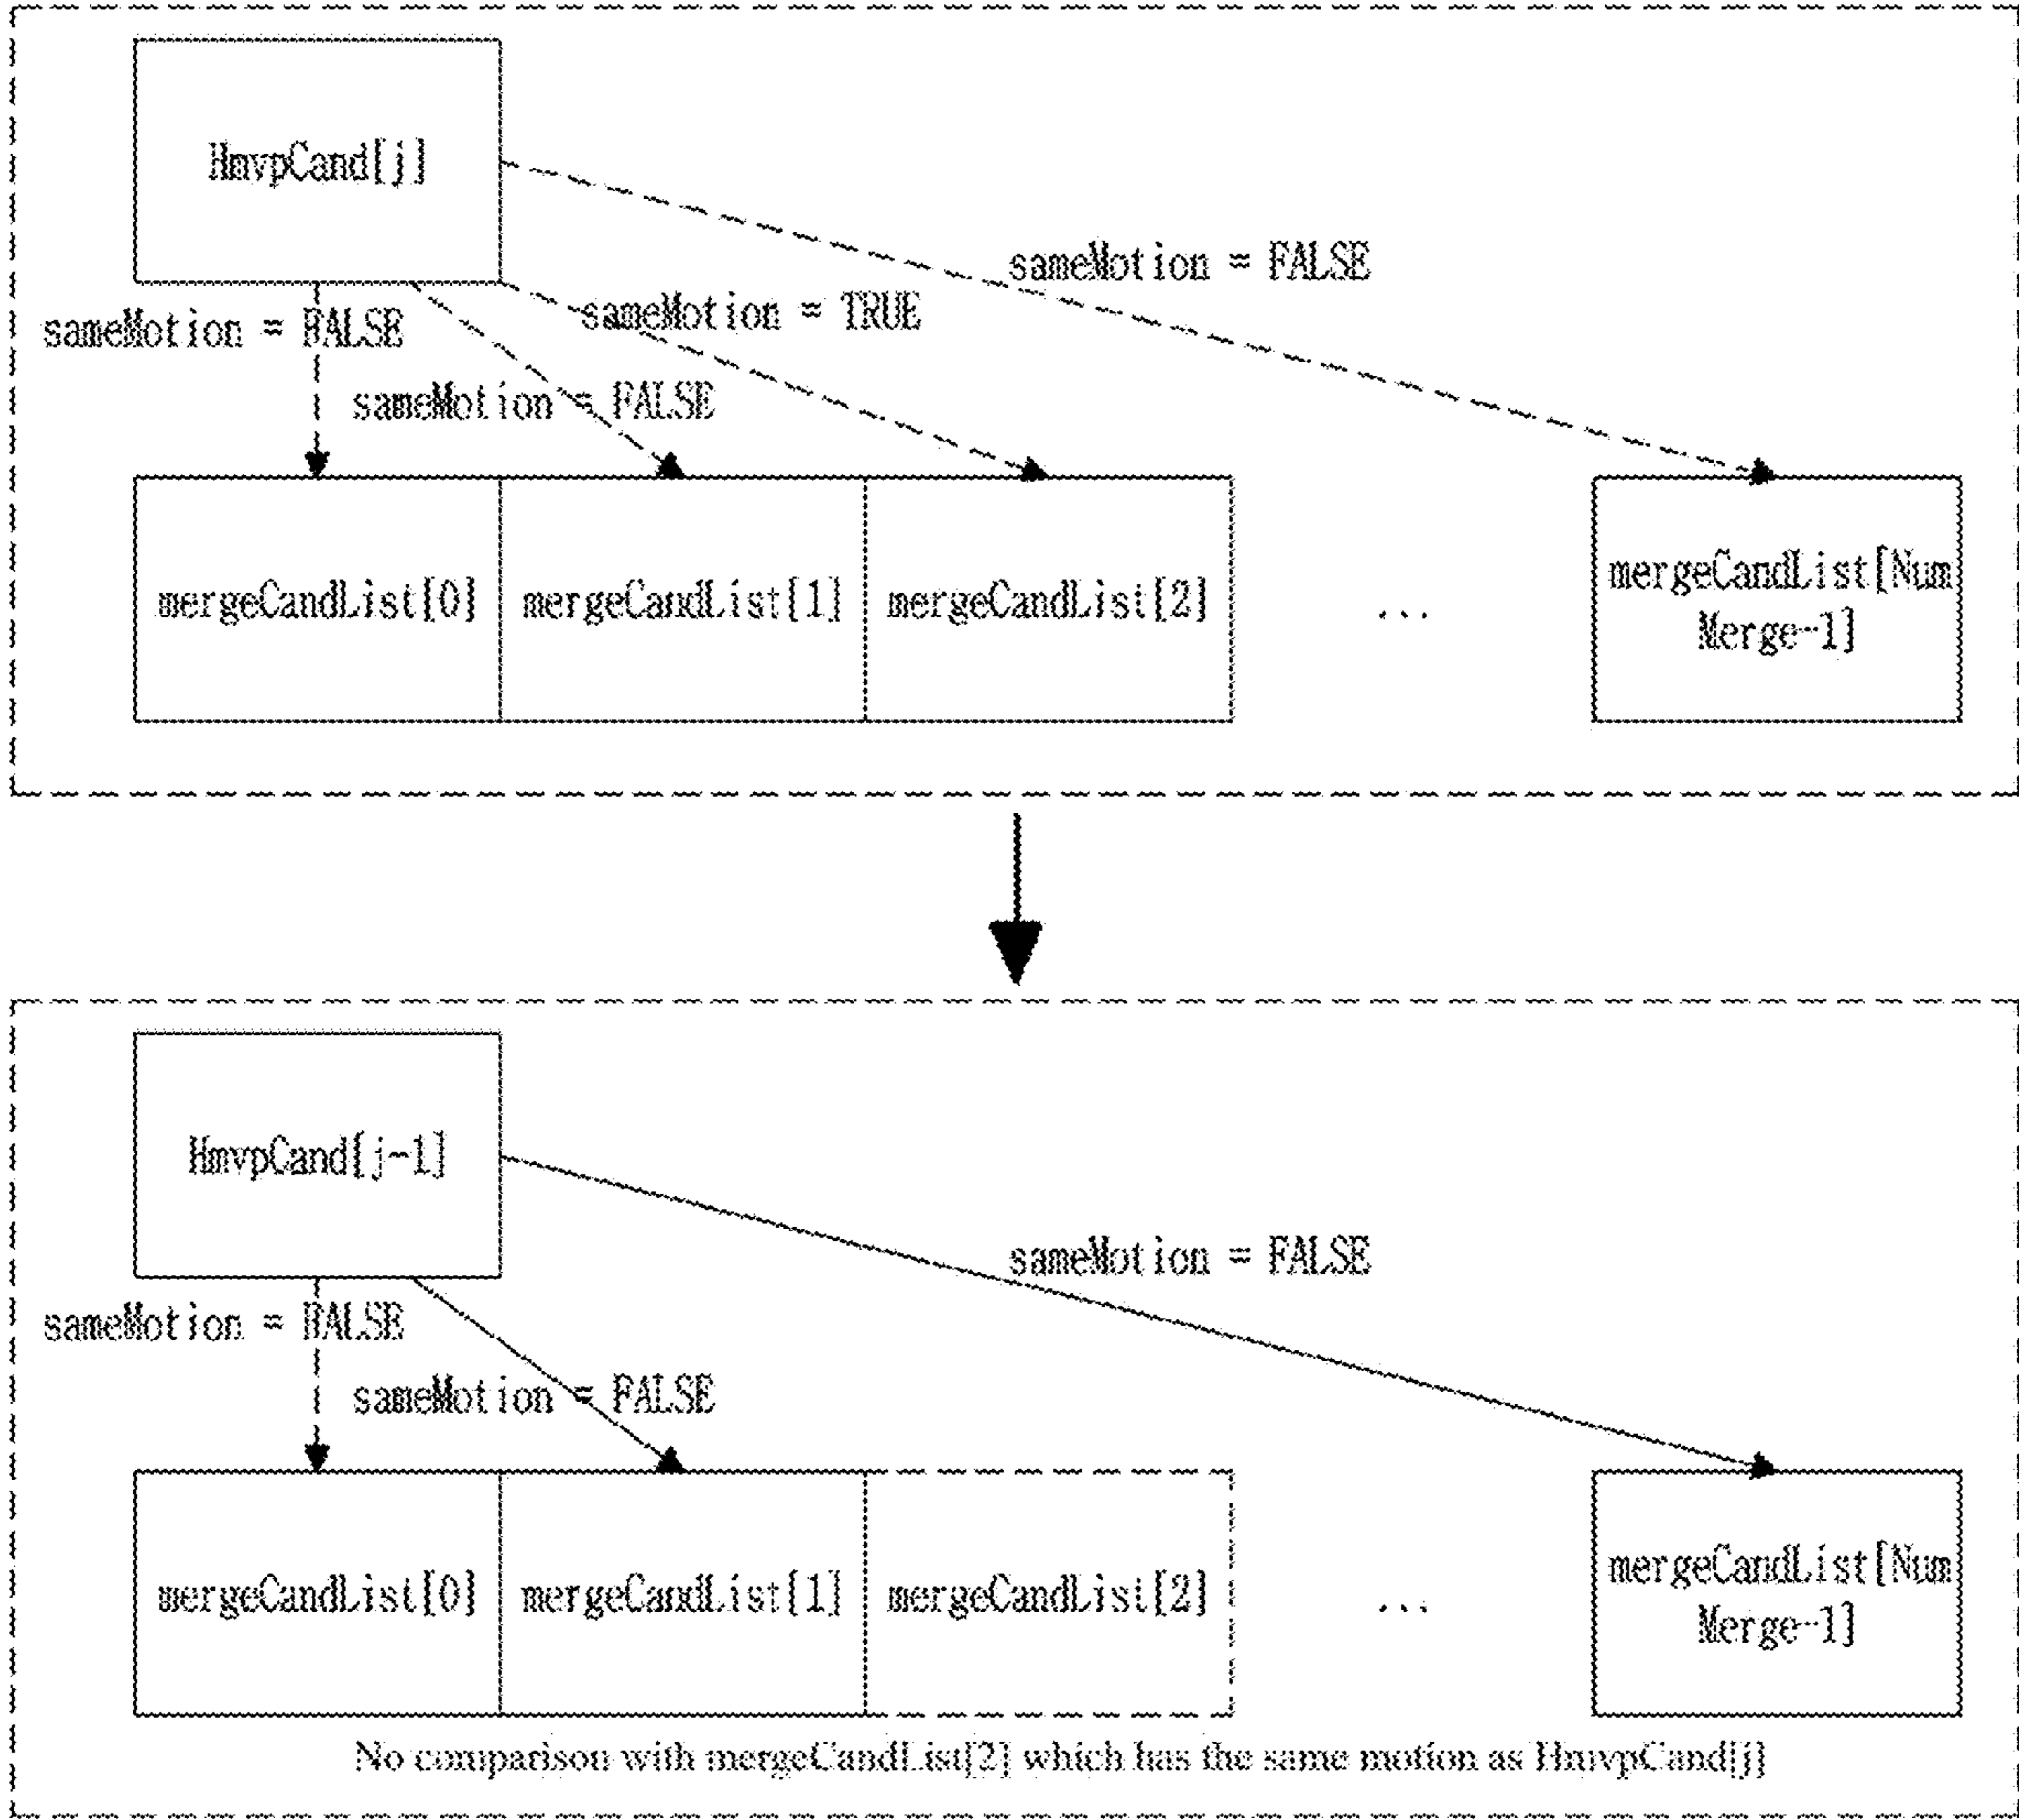 HmvpCand[j]
sameMotion = FALSE
sameMotion = TRUE
sameMotion = FALSE
sameMotion = FALSE
mergeCandList[0]
mergeCandList[1]
mergeCandList[2]
...
mergeCandList[Num
Merge-1]
HmvpCand[j-1]
sameMotion = FALSE
sameMotion = FALSE
sameMotion = FALSE
mergeCandList[0]
mergeCandList[1]
mergeCandList[2]
...
mergeCandList[Num
Merge-1]
No comparison with mergeCandList[2] which has the same motion as HmvpCand[j]